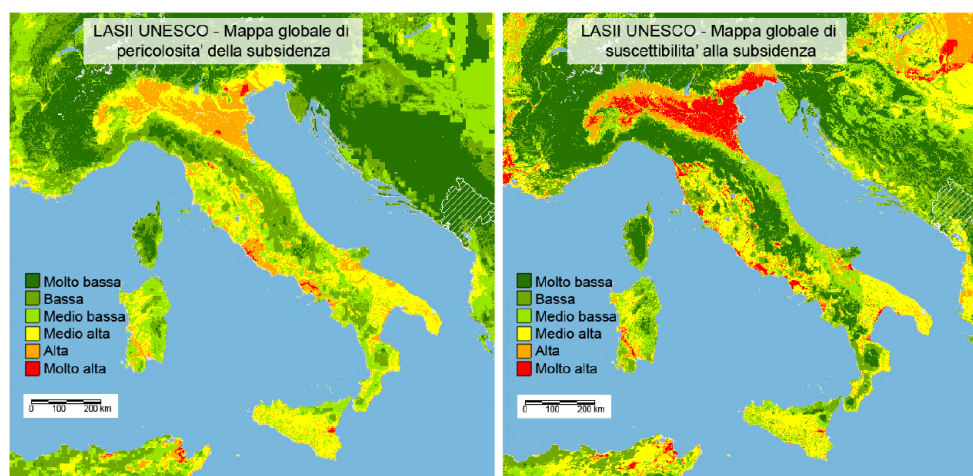 LASII UNESCO - Mappa globale di
pericolosita' della subsidenza
Molto bassa
Bassa
Medio bassa
Medio alta
Alta
Molto alta
0 100 200 km
LASII UNESCO - Mappa globale di
suscettibilita' alla subsidenza
Molto bassa
Bassa
Medio bassa
Medio alta
Alta
Molto alta
0 100 200 km